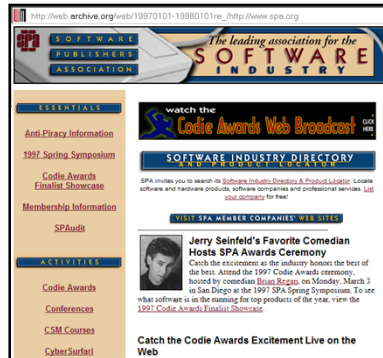 http://web.archive.org/web/19970101-19980101re_/http://www.spa.org
spa
SOFTWARE
PUBLISHERS
ASSOCIATION
The leading association for the
SOFTWARE
INDUSTRY
ESSENTIALS
Anti-Piracy Information
1997 Spring Symposium
Codie Awards
Finalist Showcase
Membership Information
SPAudit
ACTIVITIES
Codie Awards
Conferences
CSM Courses
CyberSurfari
watch the
Codie Awards Web Broadcast
CLICK
HERE
SOFTWARE INDUSTRY DIRECTORY
AND PRODUCT LOCATOR
SPA invites you to search its Software Industry Directory & Product Locator. Locate
software and hardware products, software companies and professional services. List
your company for free!
VISIT SPA MEMBER COMPANIES' WEB SITES
Jerry Seinfeld's Favorite Comedian
Hosts SPA Awards Ceremony
Catch the excitement as the industry honors the best of
the best. Attend the 1997 Codie Awards ceremony,
hosted by comedian Brian Regan, on Monday, March 3
in San Diego at the 1997 SPA Spring Symposium. To see
what software is in the running for top products of the year, view the
1997 Codie Awards Finalist Showcase.
Catch the Codie Awards Excitement Live on the
Web